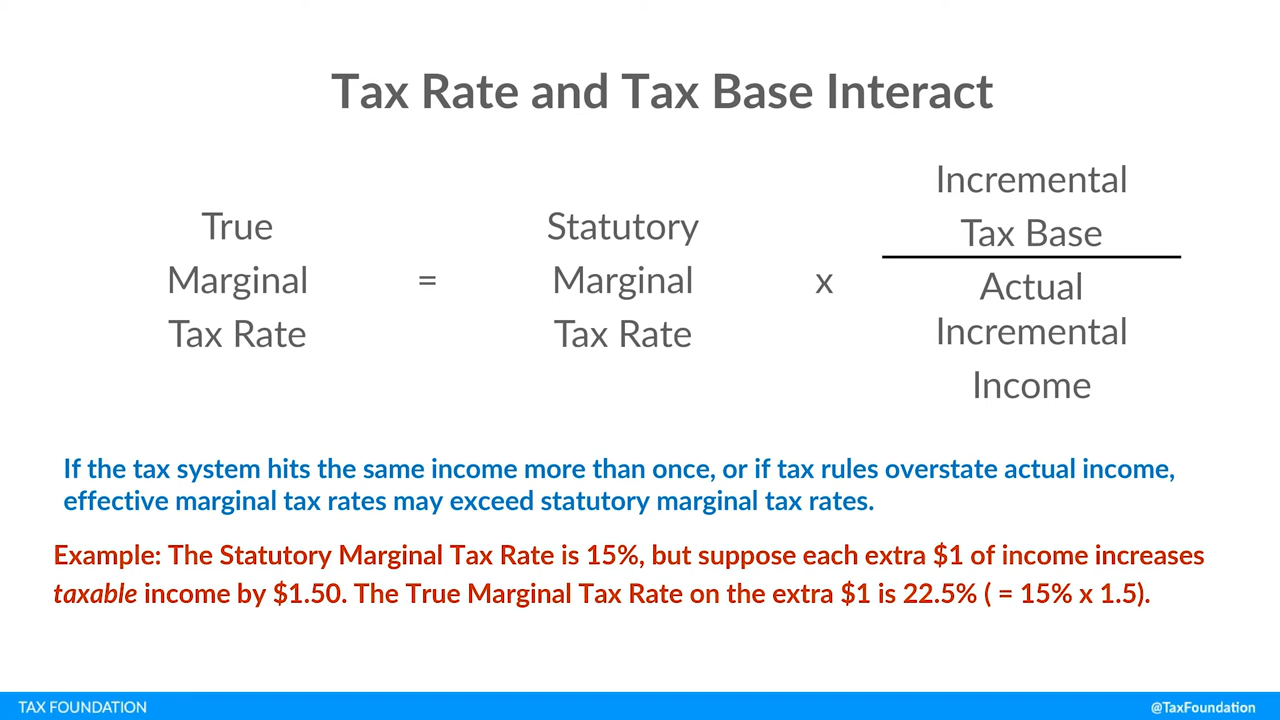 Tax Rate and Tax Base Interact
True
Marginal
Tax Rate
=
Statutory
Marginal
Tax Rate
x
Incremental
Tax Base
Actual
Incremental
Income
If the tax system hits the same income more than once, or if tax rules overstate actual income,
effective marginal tax rates may exceed statutory marginal tax rates.
Example: The Statutory Marginal Tax Rate is 15%, but suppose each extra $1 of income increases
taxable income by $1.50. The True Marginal Tax Rate on the extra $1 is 22.5% ( = 15% x 1.5).
TAX FOUNDATION
@TaxFoundation